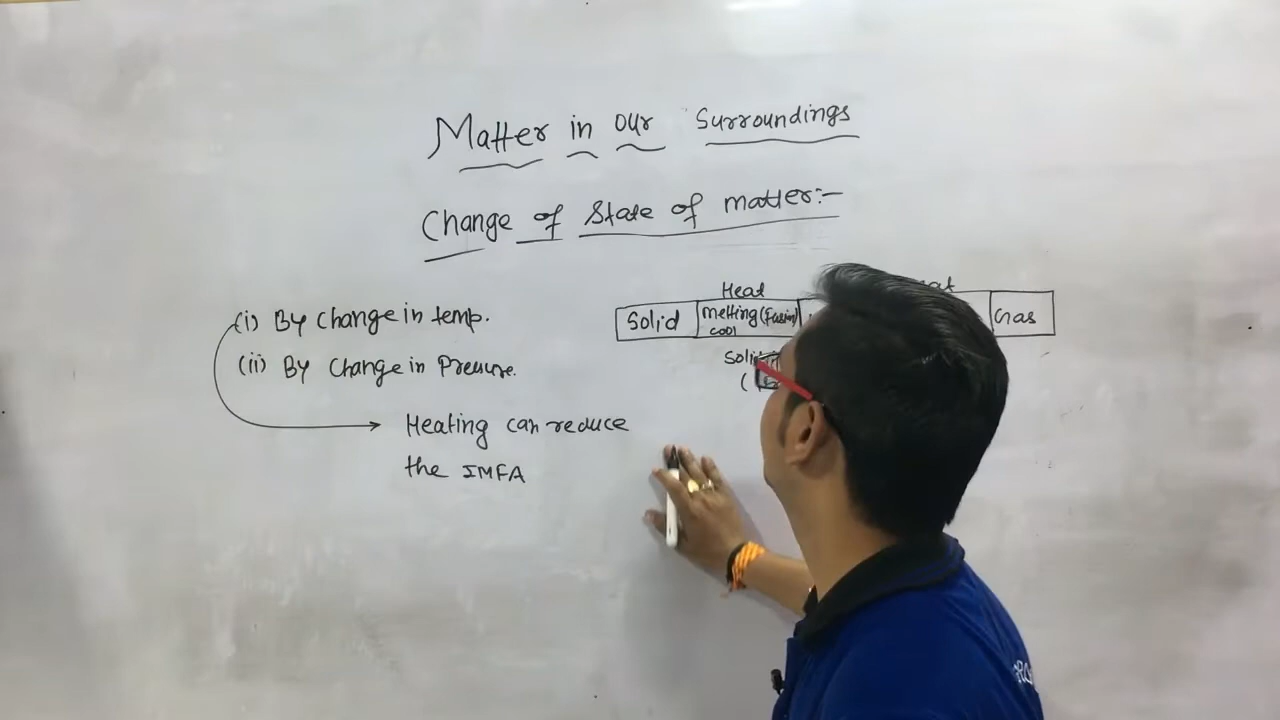 Matter in our Surroundings
Change of State of matter:-
Heat
Solid melting (Fusion) Gas
cool
(i) By Change in temp.
(ii) By Change in Pressure.
Heating can reduce
the IMFA